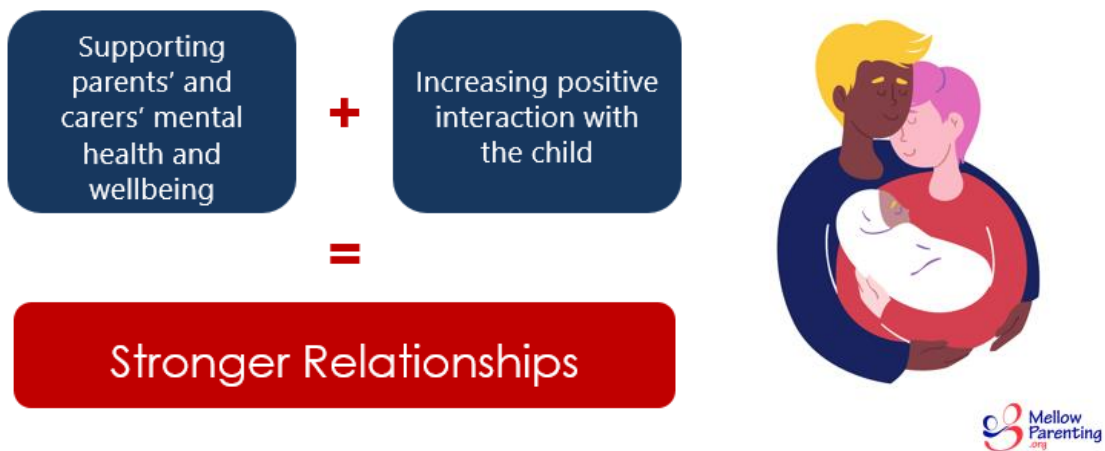 Supporting
parents’ and
carers’ mental
health and
wellbeing
+
Increasing positive
interaction with
the child
=
Stronger Relationships
Mellow
Parenting
.org